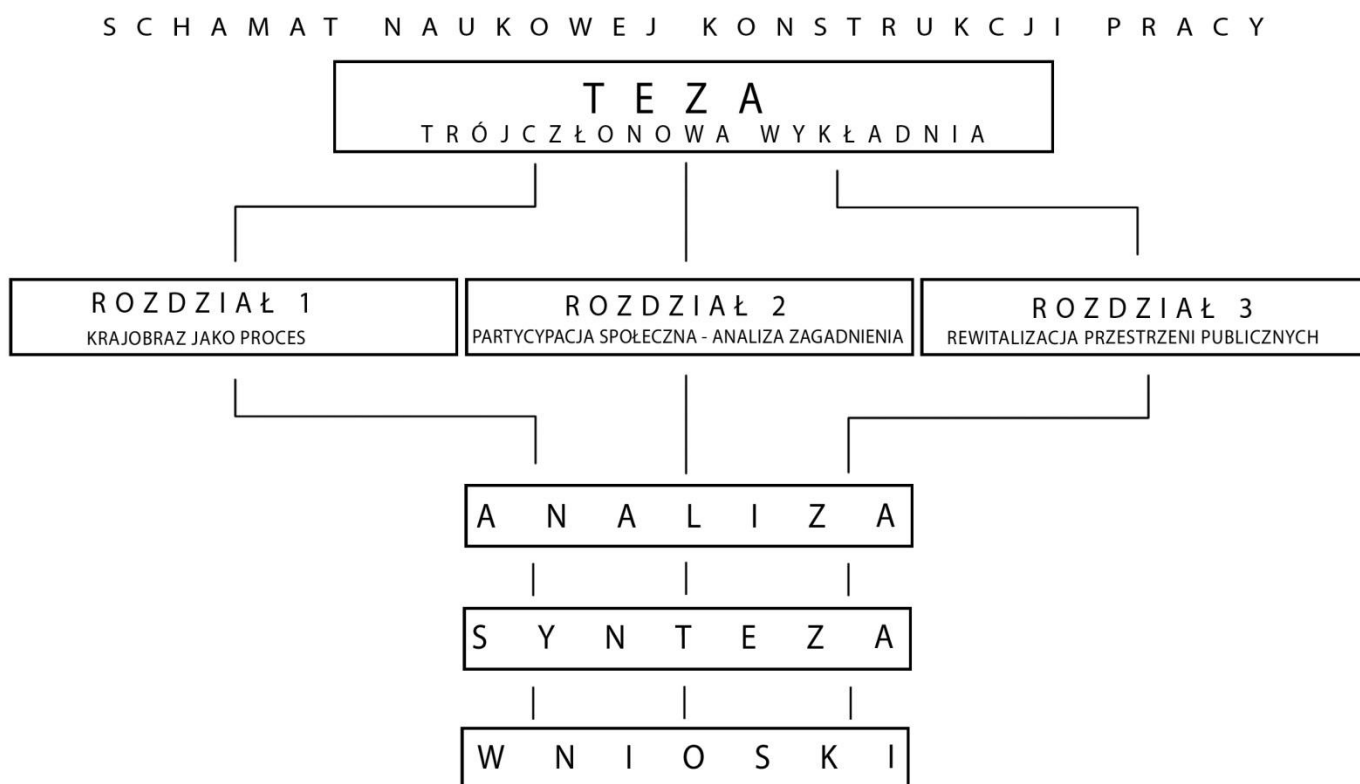 SCHAMAT NAUKOWEJ KONSTRUKCJI PRACY
TEZA
TRÓJCZŁONOWA WYKŁADNIA
ROZDZIAŁ 1
KRAJOBRAZ JAKO PROCES
ROZDZIAŁ 2
PARTYCYPACJA SPOŁECZNA - ANALIZA ZAGADNIENIA
ROZDZIAŁ 3
REWITALIZACJA PRZESTRZENI PUBLICZNYCH
ANALIZA
SYNTEZA
WNIOSKI